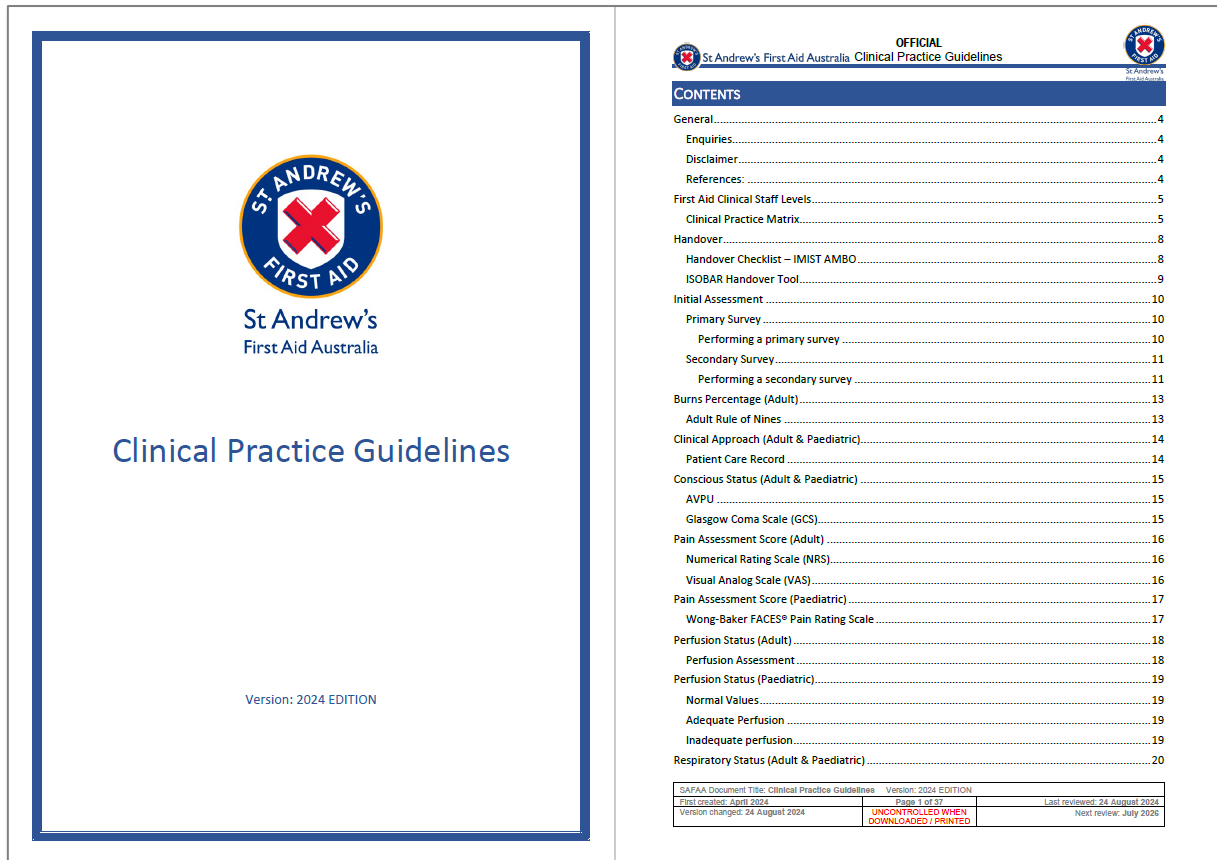 ST. ANDREW'S
FIRST AID
St Andrew's
First Aid Australia
Clinical Practice Guidelines
Version: 2024 EDITION
ST. ANDREW'S
FIRST AID
St Andrew's First Aid Australia
OFFICIAL
Clinical Practice Guidelines
ST. ANDREW'S
FIRST AID
St Andrew's
First Aid Australia
CONTENTS
General 4
Enquiries 4
Disclaimer 4
References: 4
First Aid Clinical Staff Levels 5
Clinical Practice Matrix 5
Handover 8
Handover Checklist – IMIST AMBO 8
ISOBAR Handover Tool 9
Initial Assessment 10
Primary Survey 10
Performing a primary survey 10
Secondary Survey 11
Performing a secondary survey 11
Burns Percentage (Adult) 13
Adult Rule of Nines 13
Clinical Approach (Adult & Paediatric) 14
Patient Care Record 14
Conscious Status (Adult & Paediatric) 15
AVPU 15
Glasgow Coma Scale (GCS) 15
Pain Assessment Score (Adult) 16
Numerical Rating Scale (NRS) 16
Visual Analog Scale (VAS) 16
Pain Assessment Score (Paediatric) 17
Wong-Baker FACES® Pain Rating Scale 17
Perfusion Status (Adult) 18
Perfusion Assessment 18
Perfusion Status (Paediatric) 19
Normal Values 19
Adequate Perfusion 19
Inadequate perfusion 19
Respiratory Status (Adult & Paediatric) 20
SAFAA Document Title: Clinical Practice Guidelines Version: 2024 EDITION
First created: April 2024 Page 1 of 37 Last reviewed: 24 August 2024
Version changed: 24 August 2024 UNCONTROLLED WHEN DOWNLOADED / PRINTED Next review: July 2026